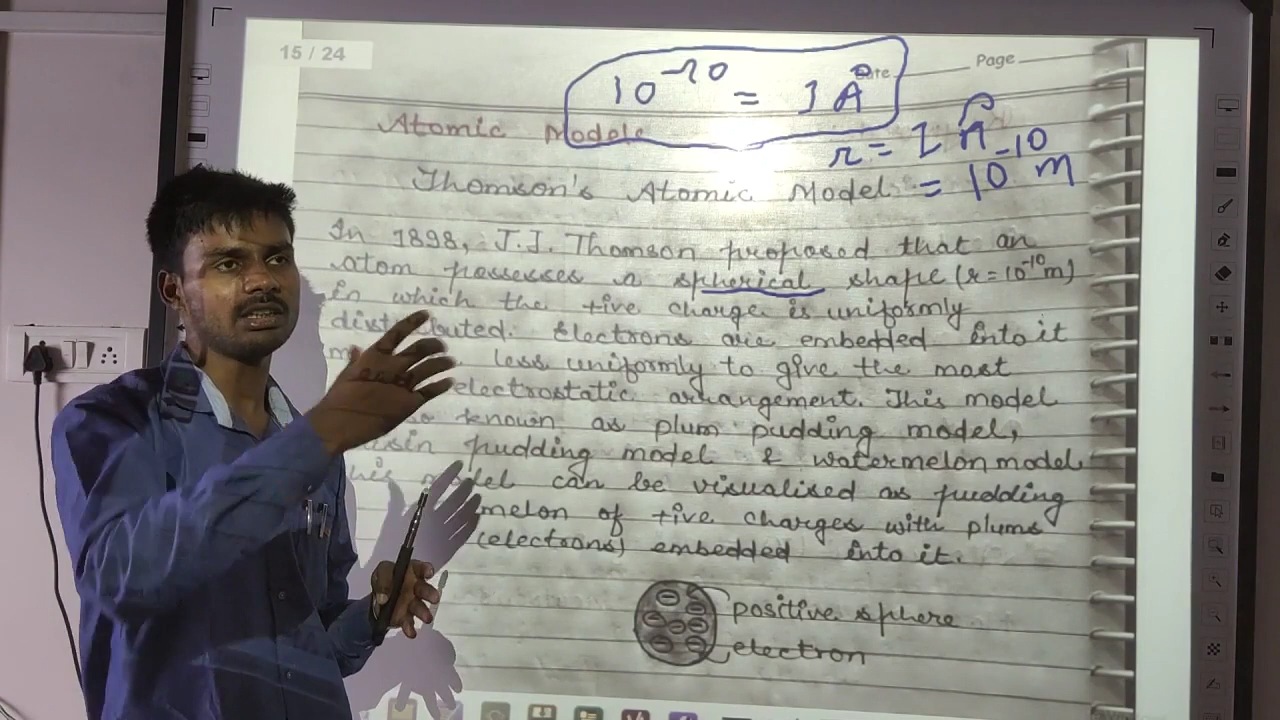 15 / 24
Date Page
10⁻¹⁰ = 1 Å
Atomic Models
r = 1 Å
= 10⁻¹⁰ m
Thomson's Atomic Model
In 1898, J.J. Thomson proposed that an
atom possesses a spherical shape (r=10⁻¹⁰m)
in which the +ive charge is uniformly
distributed. Electrons are embedded into it
less uniformly to give the most
electrostatic arrangement. This model
known as plum pudding model,
pudding model & watermelon model
model can be visualised as pudding
melon of +ive charges with plums
(electrons) embedded into it.
positive sphere
electron